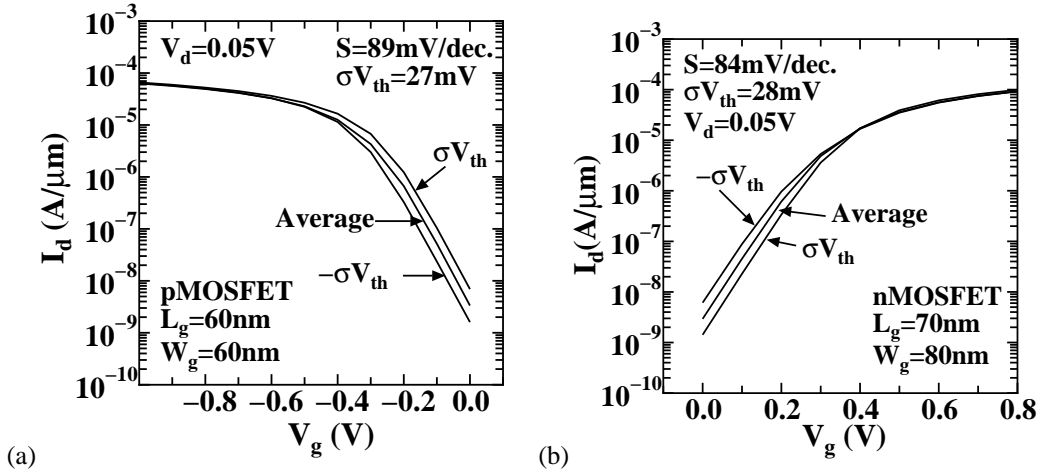 10⁻³
V_d=0.05V
S=89mV/dec.
σV_th=27mV
10⁻⁴
10⁻⁵
σV_th
10⁻⁶
Average
10⁻⁷
−σV_th
10⁻⁸
pMOSFET
L_g=60nm
10⁻⁹
W_g=60nm
10⁻¹⁰
I_d (A/μm)
−0.8 −0.6 −0.4 −0.2 0.0
V_g (V)
(a)
10⁻³
S=84mV/dec.
σV_th=28mV
10⁻⁴
V_d=0.05V
10⁻⁵
−σV_th
10⁻⁶
Average
σV_th
10⁻⁷
10⁻⁸
nMOSFET
L_g=70nm
10⁻⁹
W_g=80nm
10⁻¹⁰
I_d(A/μm)
0.0 0.2 0.4 0.6 0.8
V_g (V)
(b)